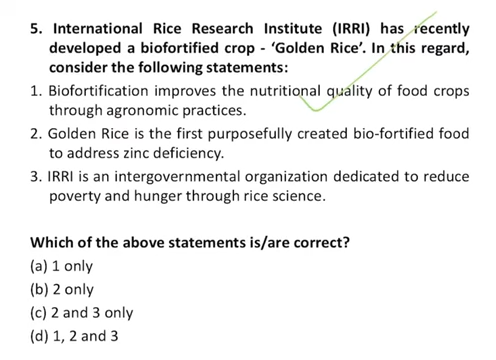 5. International Rice Research Institute (IRRI) has recently
developed a biofortified crop - ‘Golden Rice’. In this regard,
consider the following statements:
1. Biofortification improves the nutritional quality of food crops
through agronomic practices.
2. Golden Rice is the first purposefully created bio-fortified food
to address zinc deficiency.
3. IRRI is an intergovernmental organization dedicated to reduce
poverty and hunger through rice science.
Which of the above statements is/are correct?
(a) 1 only
(b) 2 only
(c) 2 and 3 only
(d) 1, 2 and 3